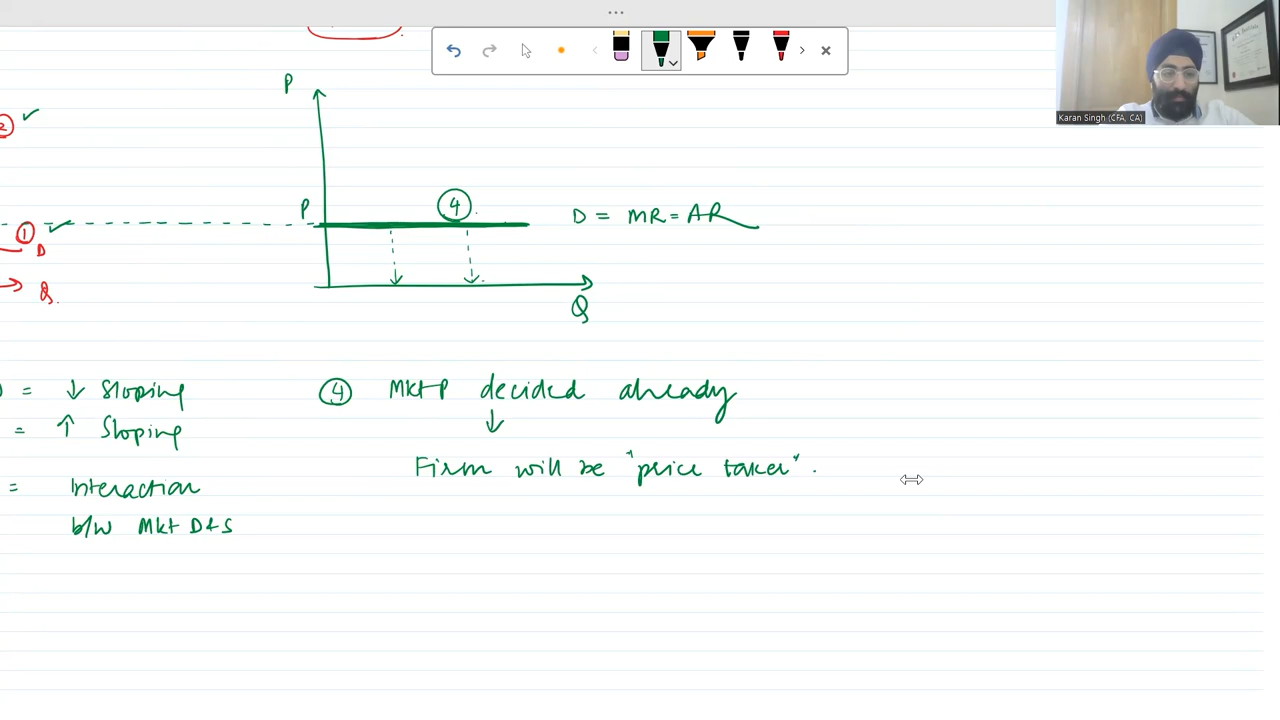 P
②
P
④
D = MR = AR
①
D
Q.
Q
= ↓ Sloping
= ↑ Sloping
= Interaction
b/w Mkt D+S
④ Mkt P decided already
↓
Firm will be "price taker".
Karan Singh (CFA, CA)